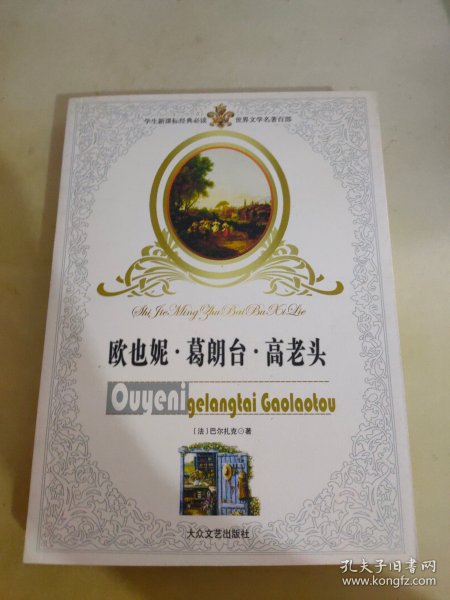 学生新课标经典必读 世界文学名著百部
Shi Jie Ming Zhu Bai Bu Xi Lie
欧也妮·葛朗台·高老头
Ouyeni gelangtai Gaolaotou
〔法〕巴尔扎克◎著
大众文艺出版社
孔夫子旧书网
www.kongfz.com